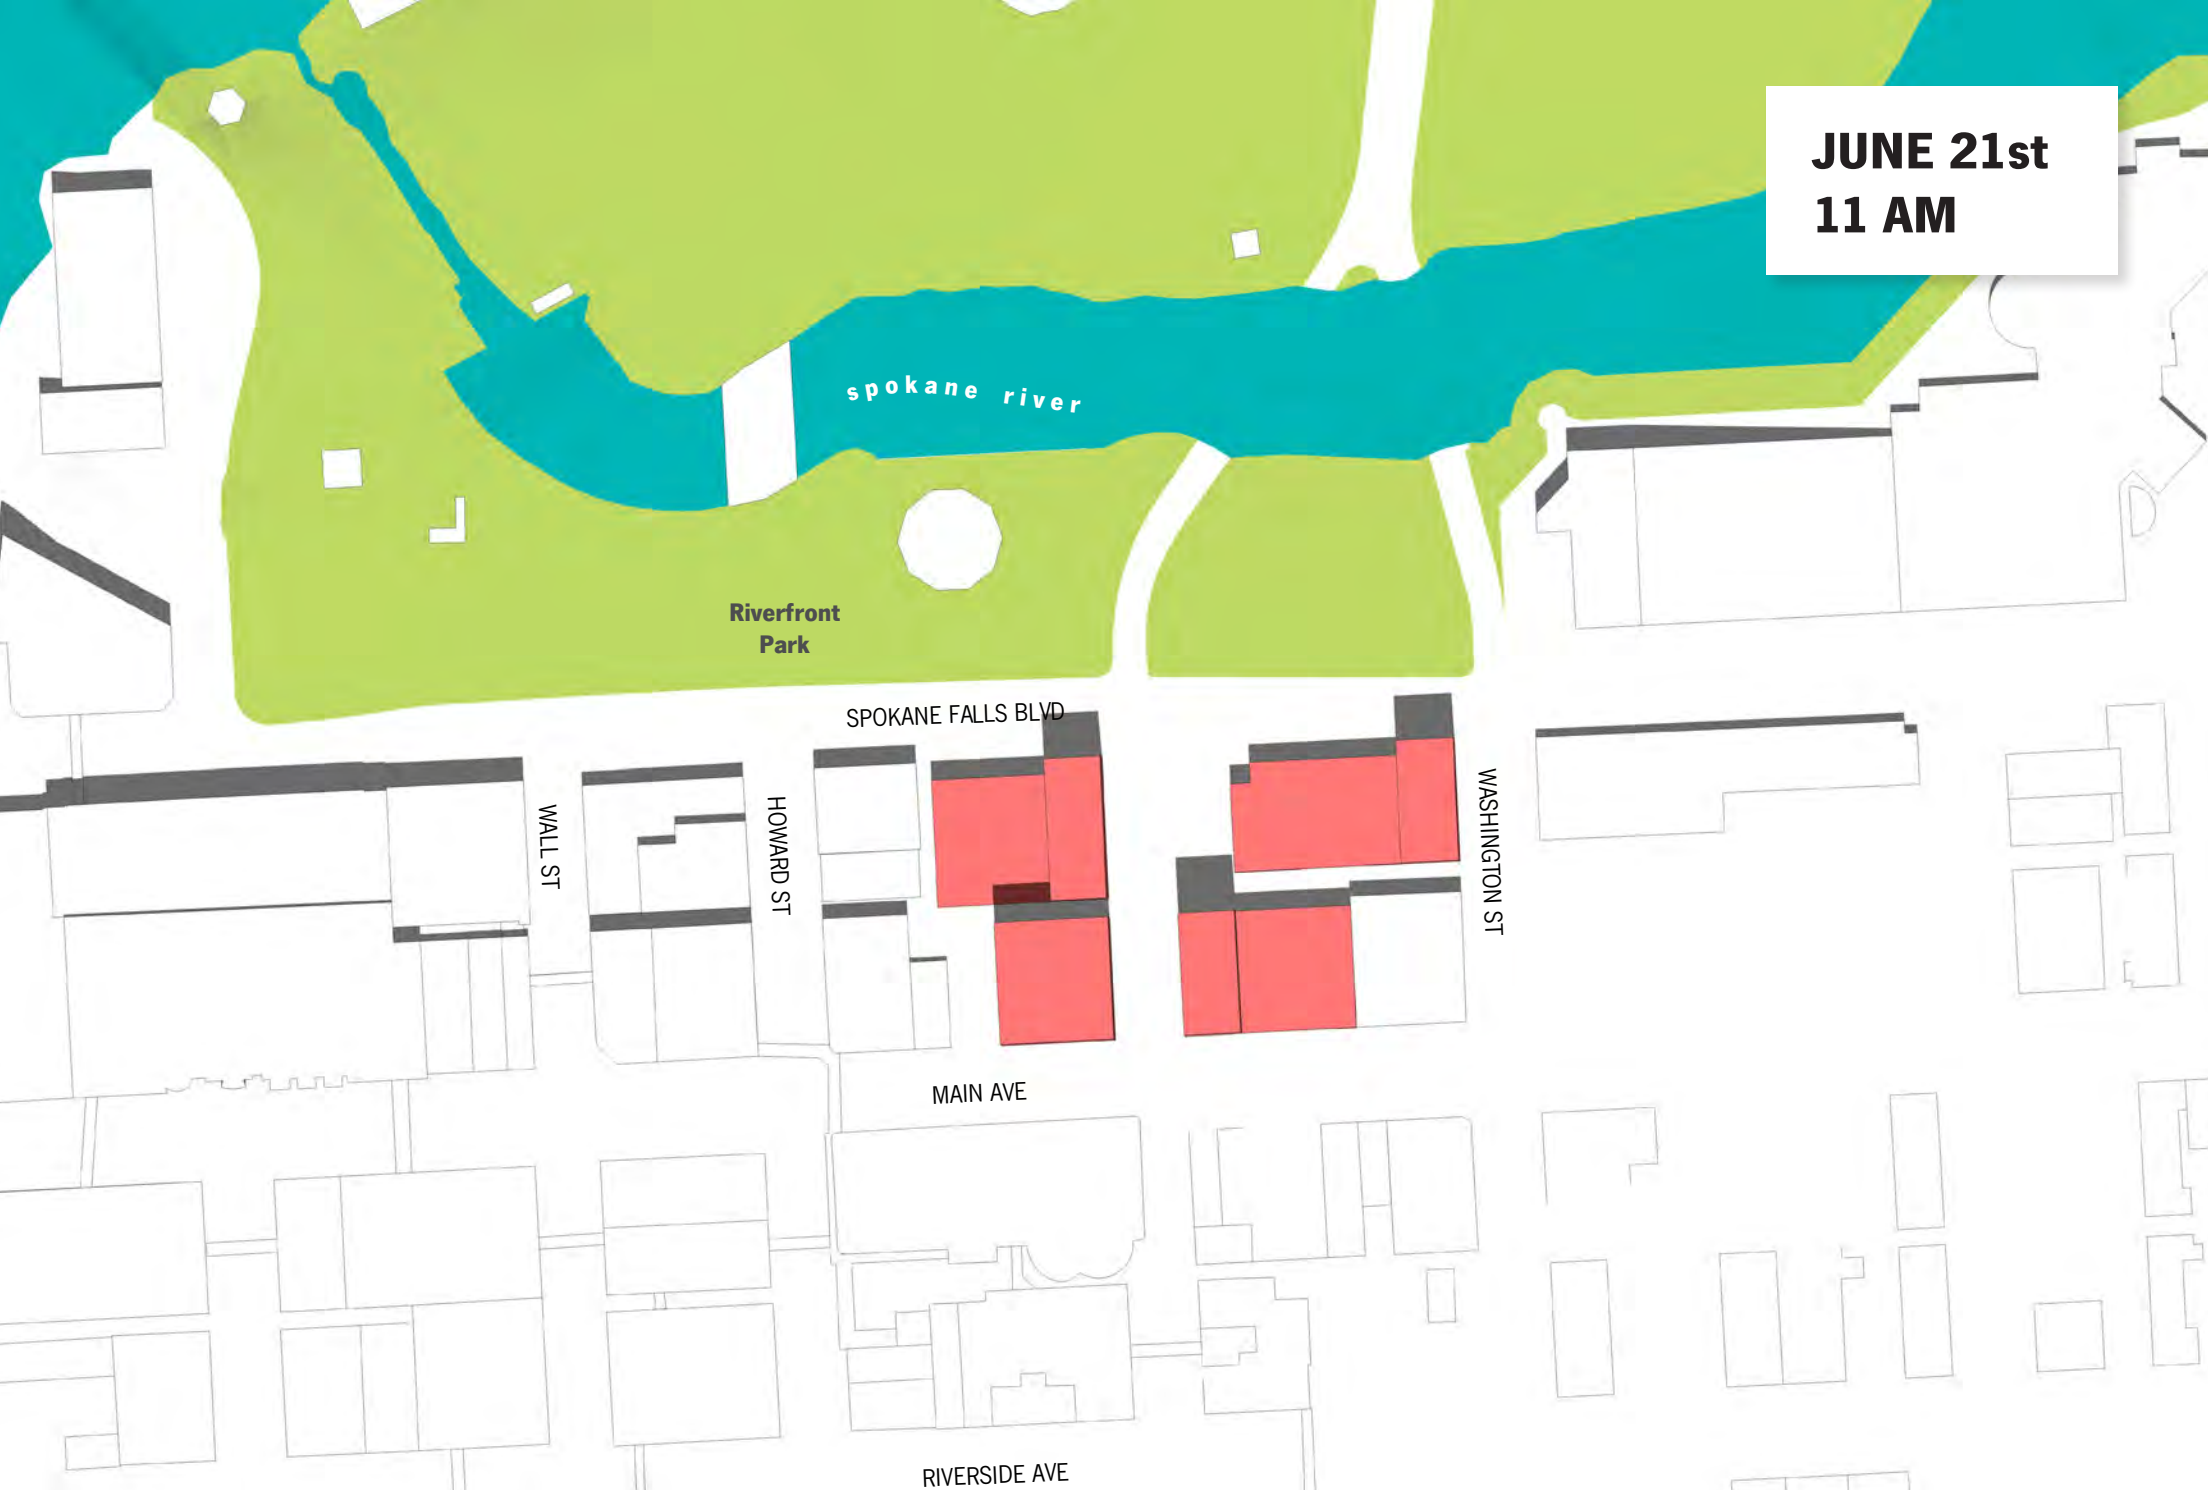 JUNE 21st
11 AM
spokane river
Riverfront
Park
SPOKANE FALLS BLVD
WALL ST
HOWARD ST
WASHINGTON ST
MAIN AVE
RIVERSIDE AVE